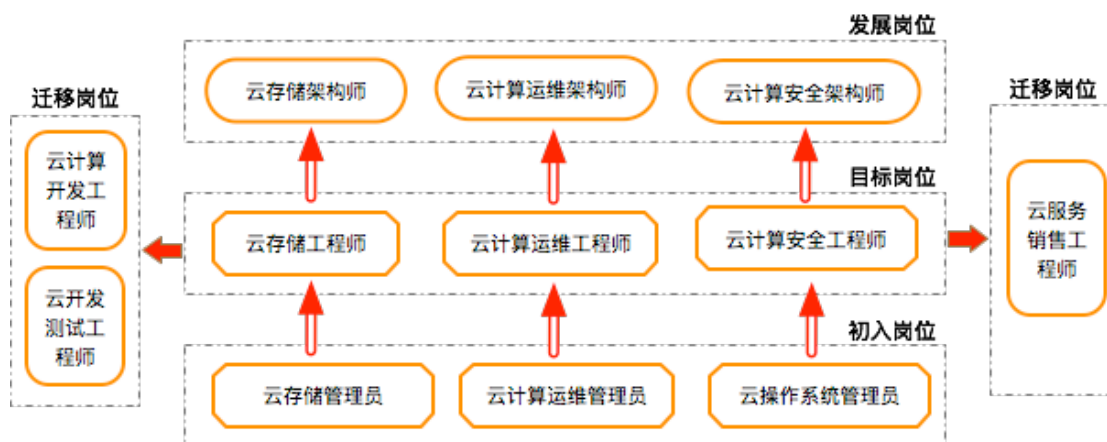 发展岗位
云存储架构师
云计算运维架构师
云计算安全架构师
迁移岗位
云计算
开发工
程师
云开发
测试工
程师
目标岗位
云存储工程师
云计算运维工程师
云计算安全工程师
迁移岗位
云服务
销售工
程师
初入岗位
云存储管理员
云计算运维管理员
云操作系统管理员